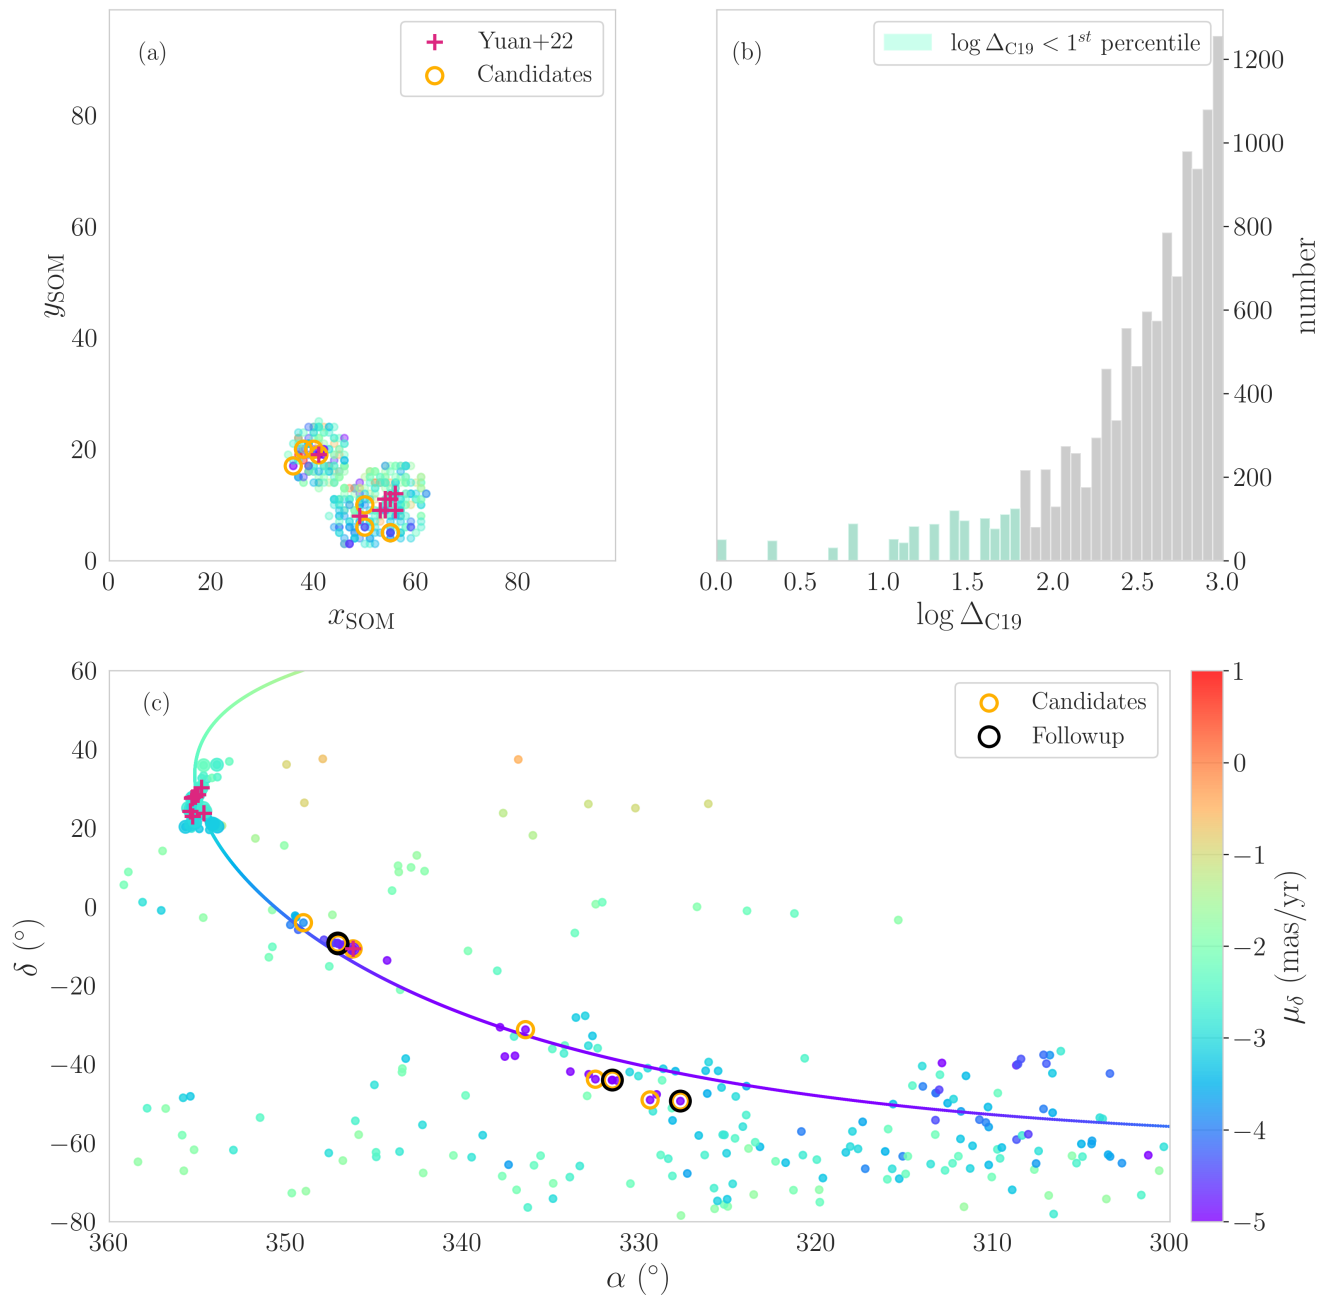 (a)
Yuan+22
Candidates
80
60
40
20
0
y_SOM
0 20 40 60 80
x_SOM
(b)
log Δ_C19 < 1^st percentile
1200
1000
800
600
400
200
0
number
0.0 0.5 1.0 1.5 2.0 2.5 3.0
log Δ_C19
(c)
Candidates
Followup
60
40
20
0
−20
−40
−60
−80
δ (°)
360 350 340 330 320 310 300
α (°)
1
0
−1
−2
−3
−4
−5
μ_δ (mas/yr)